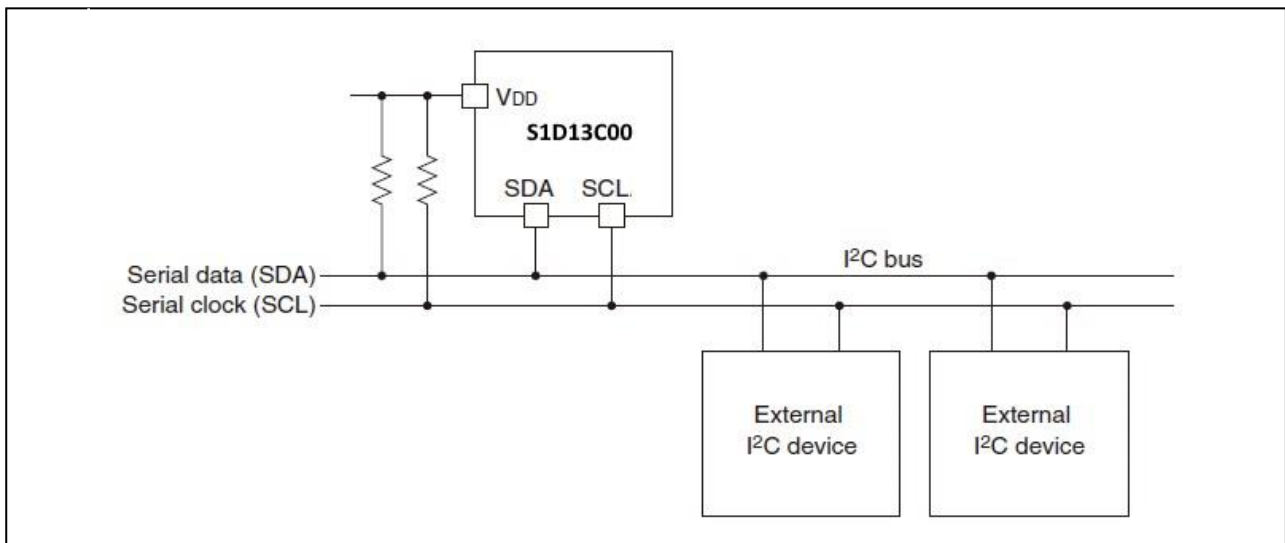 VDD
S1D13C00
SDA SCL.
I²C bus
Serial data (SDA)
Serial clock (SCL)
External
I²C device
External
I²C device